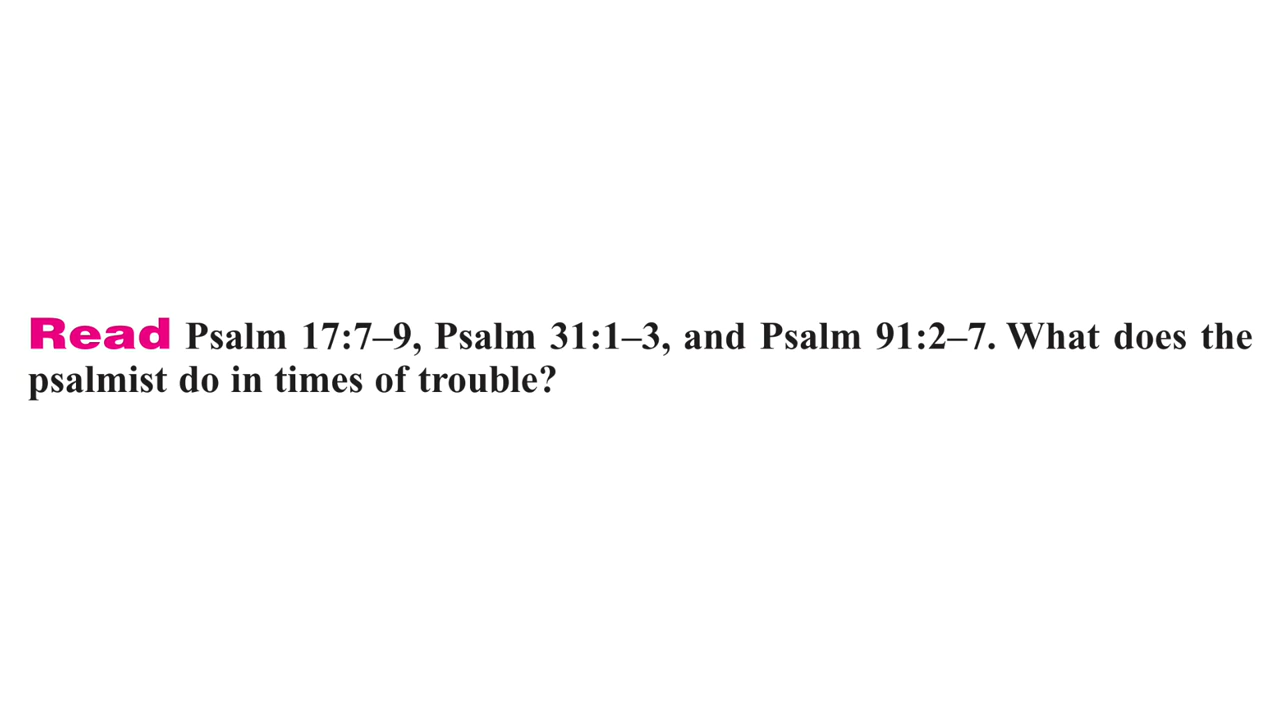 Read Psalm 17:7–9, Psalm 31:1–3, and Psalm 91:2–7. What does the
psalmist do in times of trouble?